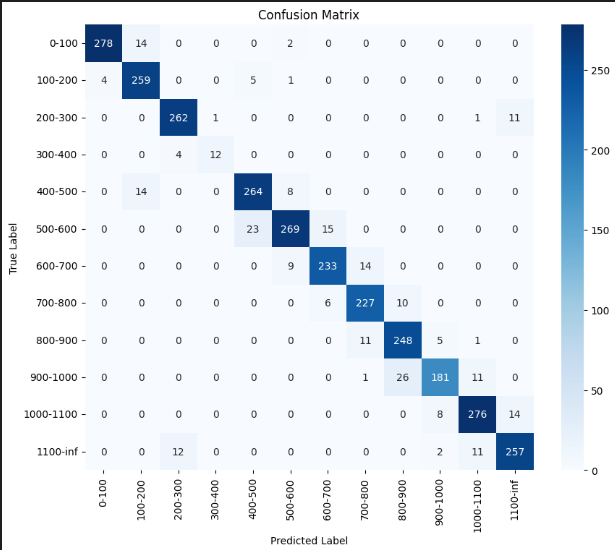 Confusion Matrix
0-100 278 14 0 0 0 2 0 0 0 0 0 0
100-200 4 259 0 0 5 1 0 0 0 0 0 0
200-300 0 0 262 1 0 0 0 0 0 0 1 11
300-400 0 0 4 12 0 0 0 0 0 0 0 0
400-500 0 14 0 0 264 8 0 0 0 0 0 0
500-600 0 0 0 0 23 269 15 0 0 0 0 0
600-700 0 0 0 0 0 9 233 14 0 0 0 0
700-800 0 0 0 0 0 0 6 227 10 0 0 0
800-900 0 0 0 0 0 0 0 11 248 5 1 0
900-1000 0 0 0 0 0 0 0 1 26 181 11 0
1000-1100 0 0 0 0 0 0 0 0 0 8 276 14
1100-inf 0 0 12 0 0 0 0 0 0 2 11 257
0-100 100-200 200-300 300-400 400-500 500-600 600-700 700-800 800-900 900-1000 1000-1100 1100-inf
Predicted Label
True Label
250
200
150
100
50
0